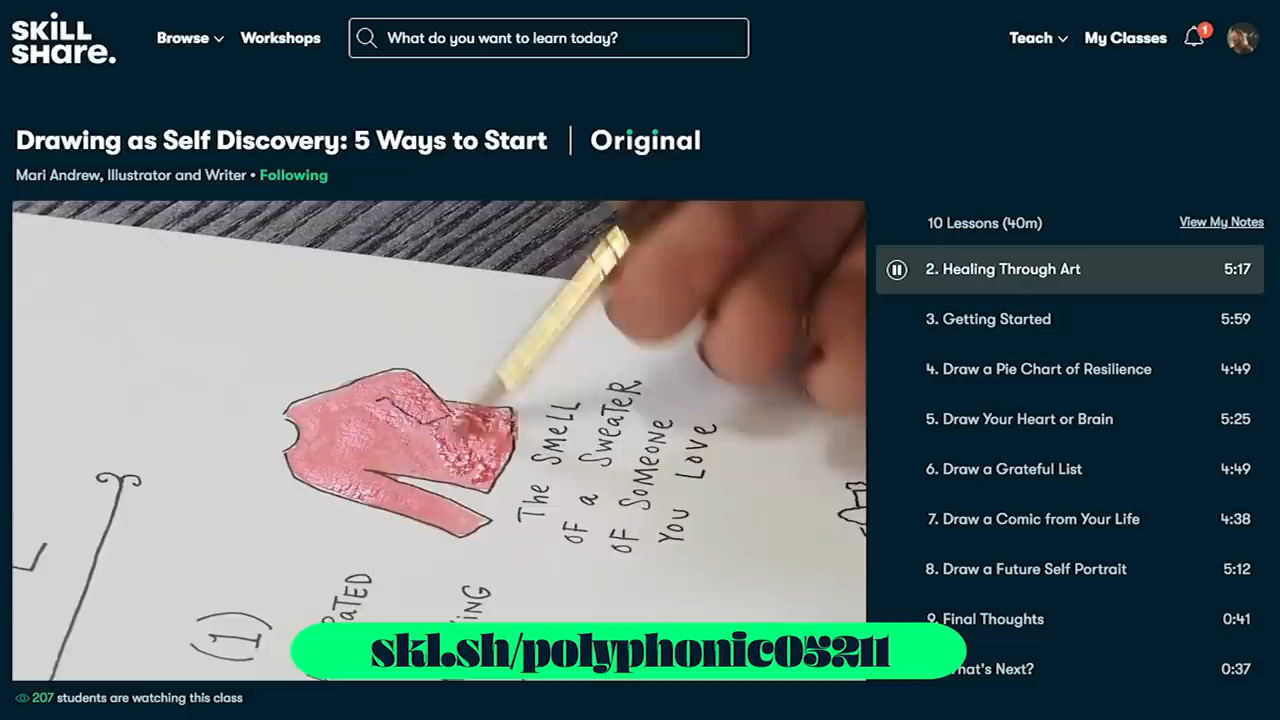 SKILL
SHARE.
Browse
Workshops
What do you want to learn today?
Teach
My Classes
1
Drawing as Self Discovery: 5 Ways to Start | Original
Mari Andrew, Illustrator and Writer • Following
10 Lessons (40m)
View My Notes
2. Healing Through Art 5:17
3. Getting Started 5:59
4. Draw a Pie Chart of Resilience 4:49
5. Draw Your Heart or Brain 5:25
6. Draw a Grateful List 4:49
7. Draw a Comic from Your Life 4:38
8. Draw a Future Self Portrait 5:12
9. Final Thoughts 0:41
What's Next? 0:37
The SMeLL
OF a SweaTeR
OF SoMeoNe
You Love
(1)
skl.sh/polyphonic05211
207 students are watching this class